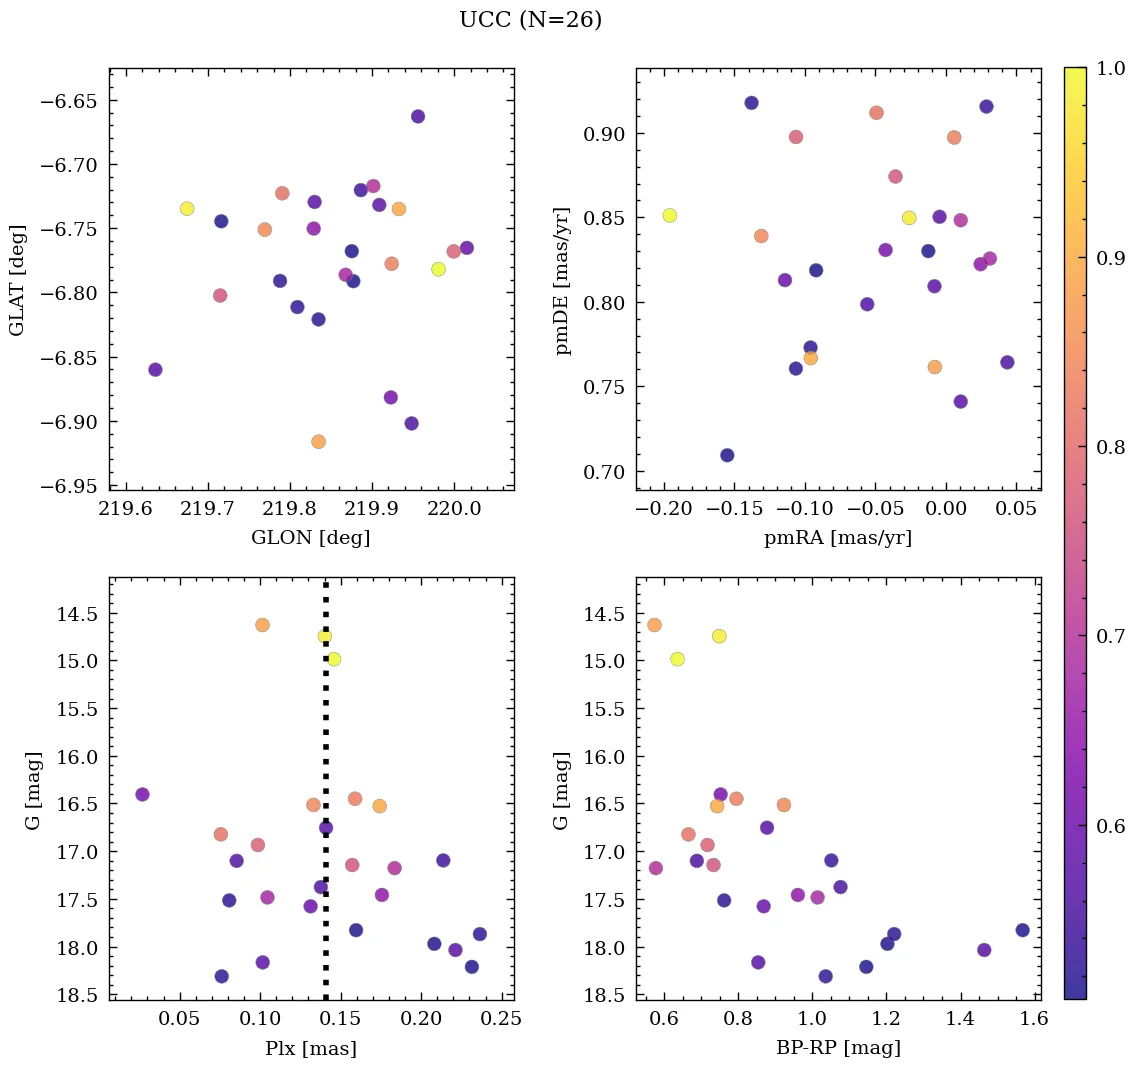 UCC (N=26)
−6.65
−6.70
−6.75
−6.80
−6.85
−6.90
−6.95
GLAT [deg]
219.6 219.7 219.8 219.9 220.0
GLON [deg]
0.90
0.85
0.80
0.75
0.70
pmDE [mas/yr]
−0.20 −0.15 −0.10 −0.05 0.00 0.05
pmRA [mas/yr]
14.5
15.0
15.5
16.0
16.5
17.0
17.5
18.0
18.5
G [mag]
0.05 0.10 0.15 0.20 0.25
Plx [mas]
14.5
15.0
15.5
16.0
16.5
17.0
17.5
18.0
18.5
G [mag]
0.6 0.8 1.0 1.2 1.4 1.6
BP-RP [mag]
1.0
0.9
0.8
0.7
0.6